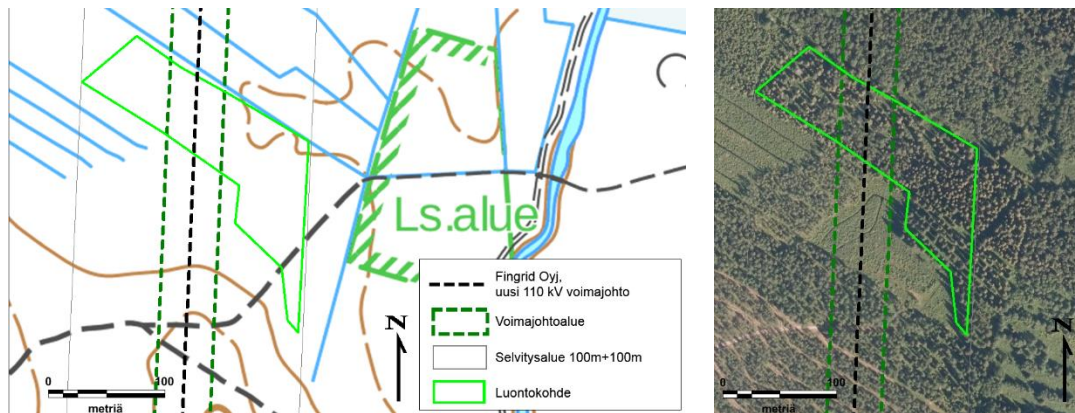 Ls.alue
Fingrid Oyj,
uusi 110 kV voimajohto
Voimajohtoalue
Selvitysalue 100m+100m
Luontokohde
0 100
metriä
N
0 100
metriä
N